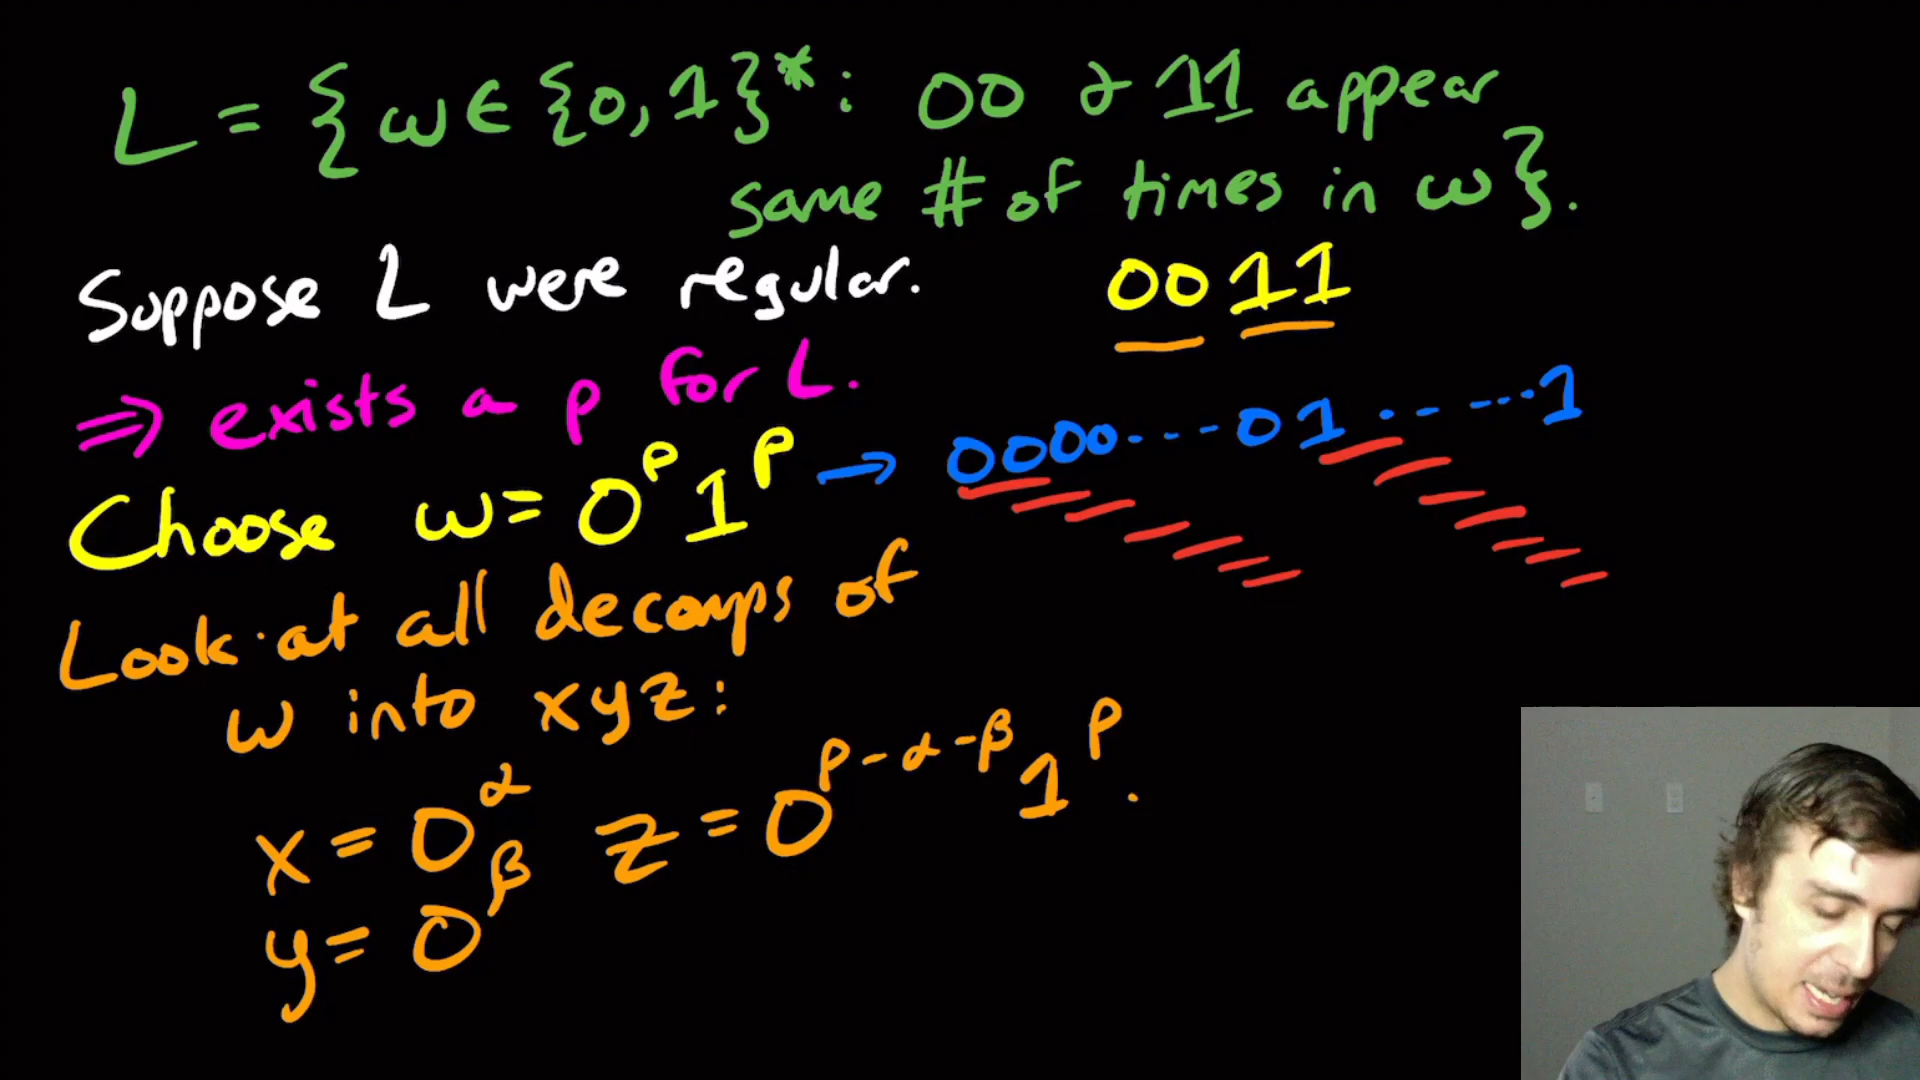 L = {w ∈ {0,1}*: 00 & 11 appear
same # of times in w}.
Suppose L were regular.
0011
⇒ exists a p for L.
Choose w = 0^p 1^p → 0000---01..--...1
Look at all decomps of
w into xyz:
x = 0^α z = 0^{p-α-β} 1^p.
y = 0^β